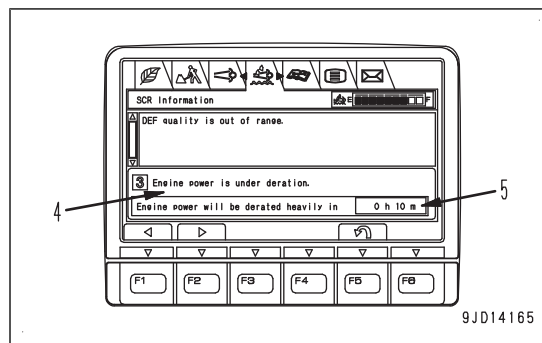 SCR Information
E F
DEF quality is out of range.
3 Engine power is under deration.
Engine power will be derated heavily in 0 h 10 m
4
5
F1 F2 F3 F4 F5 F6
9JD14165